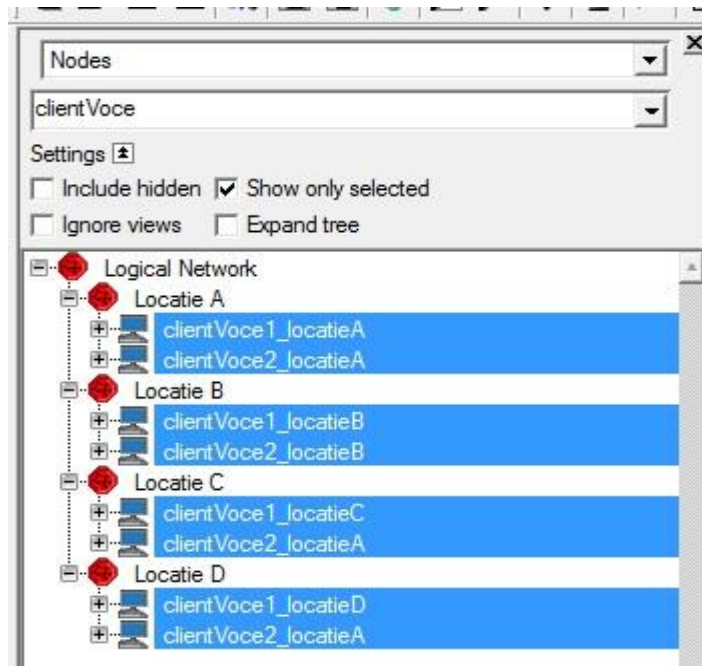 Nodes
clientVoce
Settings
Include hidden Show only selected
Ignore views Expand tree
Logical Network
Locatie A
clientVoce1_locatieA
clientVoce2_locatieA
Locatie B
clientVoce1_locatieB
clientVoce2_locatieB
Locatie C
clientVoce1_locatieC
clientVoce2_locatieA
Locatie D
clientVoce1_locatieD
clientVoce2_locatieA